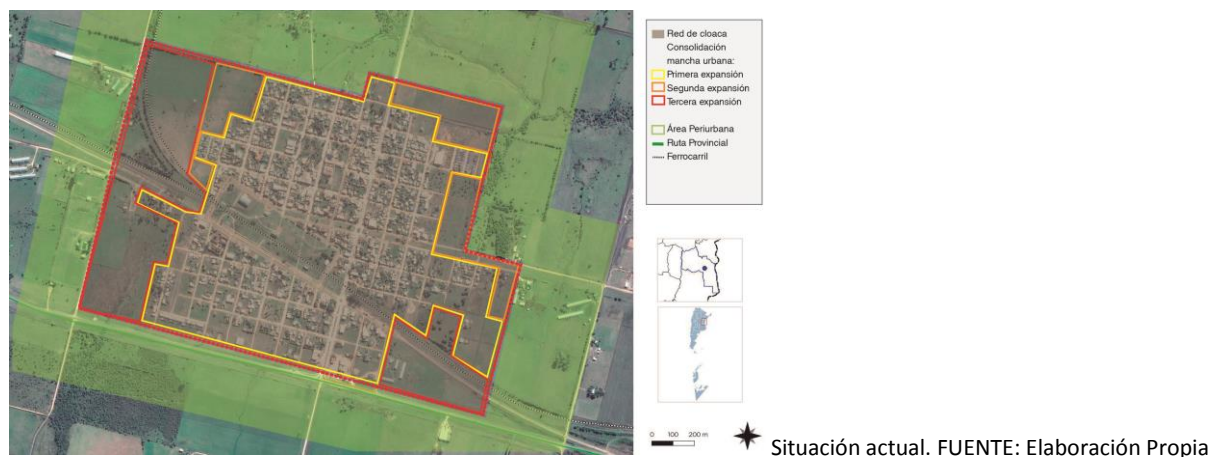 Red de cloaca
Consolidación
mancha urbana:
Primera expansión
Segunda expansión
Tercera expansión
Área Periurbana
Ruta Provincial
Ferrocarril
0 100 200 m
Situación actual. FUENTE: Elaboración Propia